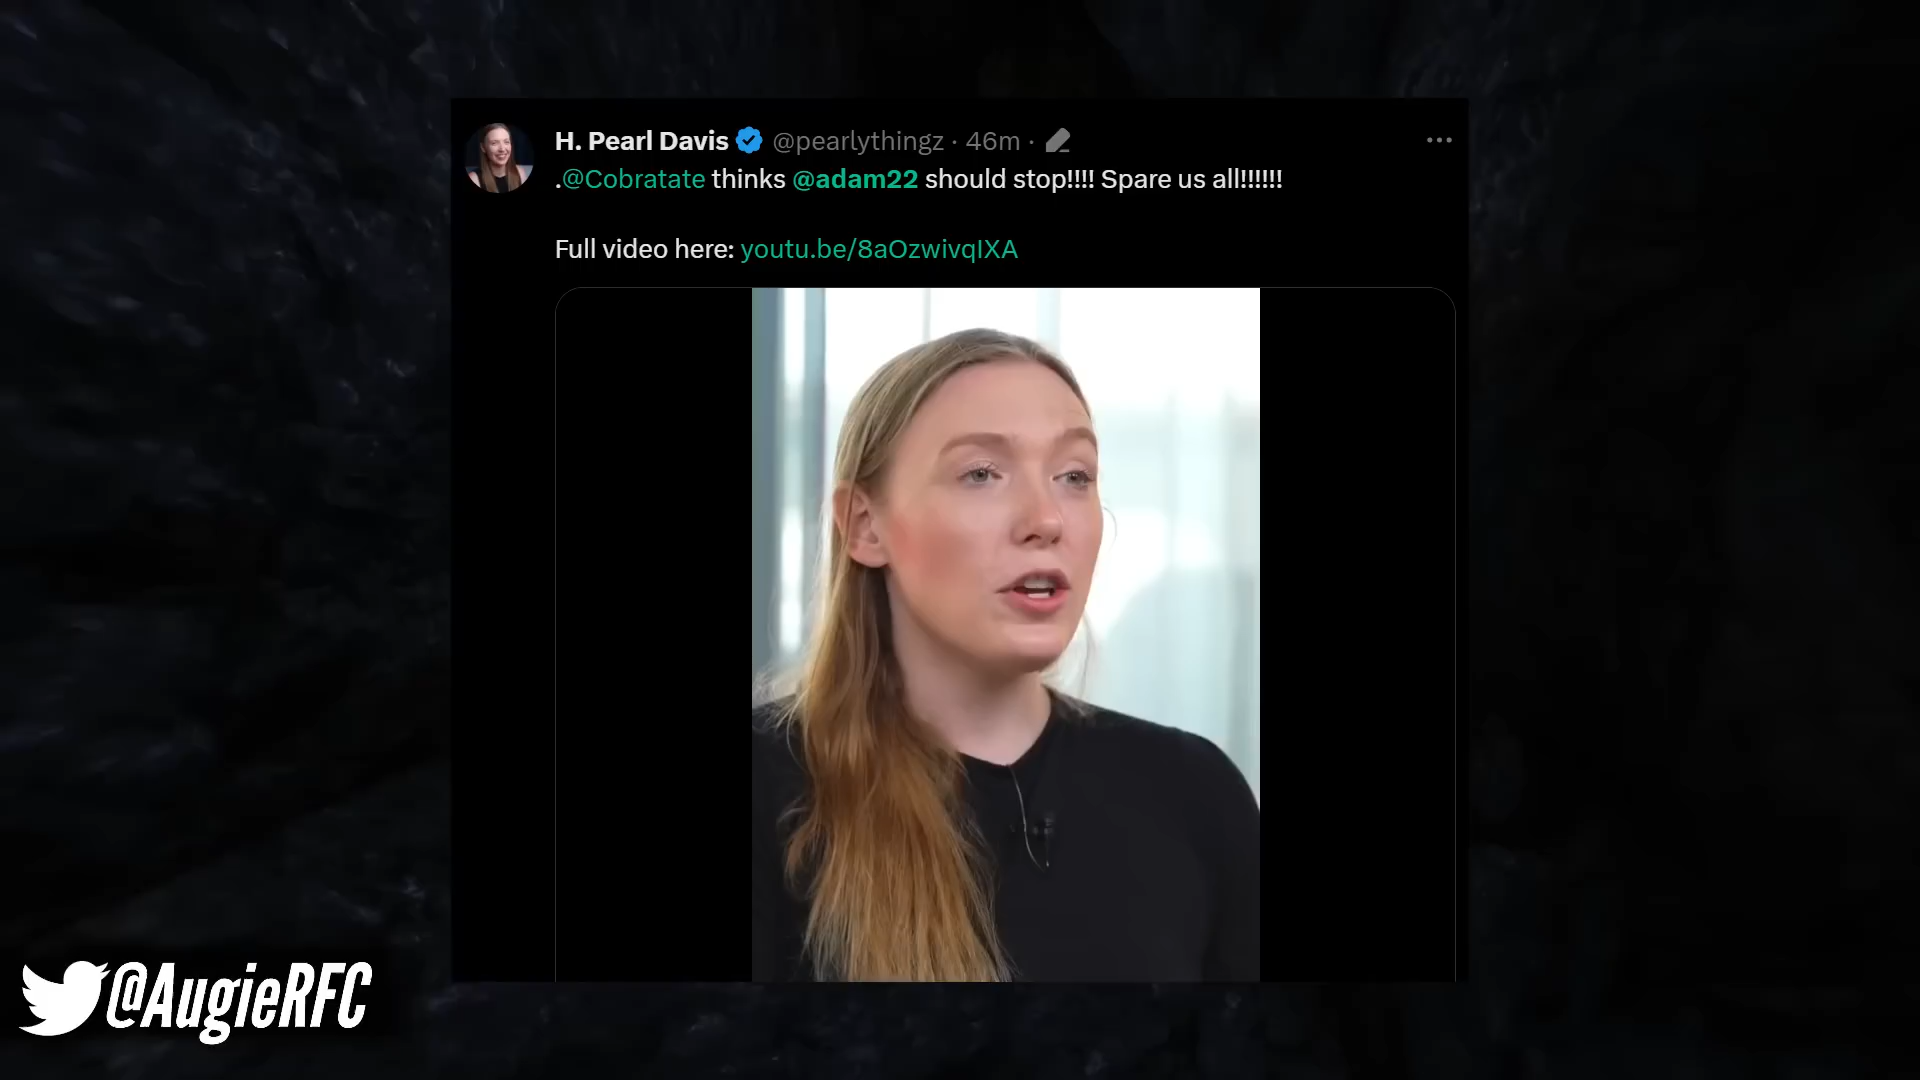 H. Pearl Davis @pearlythingz · 46m ·
.@Cobratate thinks @adam22 should stop!!!! Spare us all!!!!!!
Full video here: youtu.be/8aOzwivqIXA
@AugieRFC